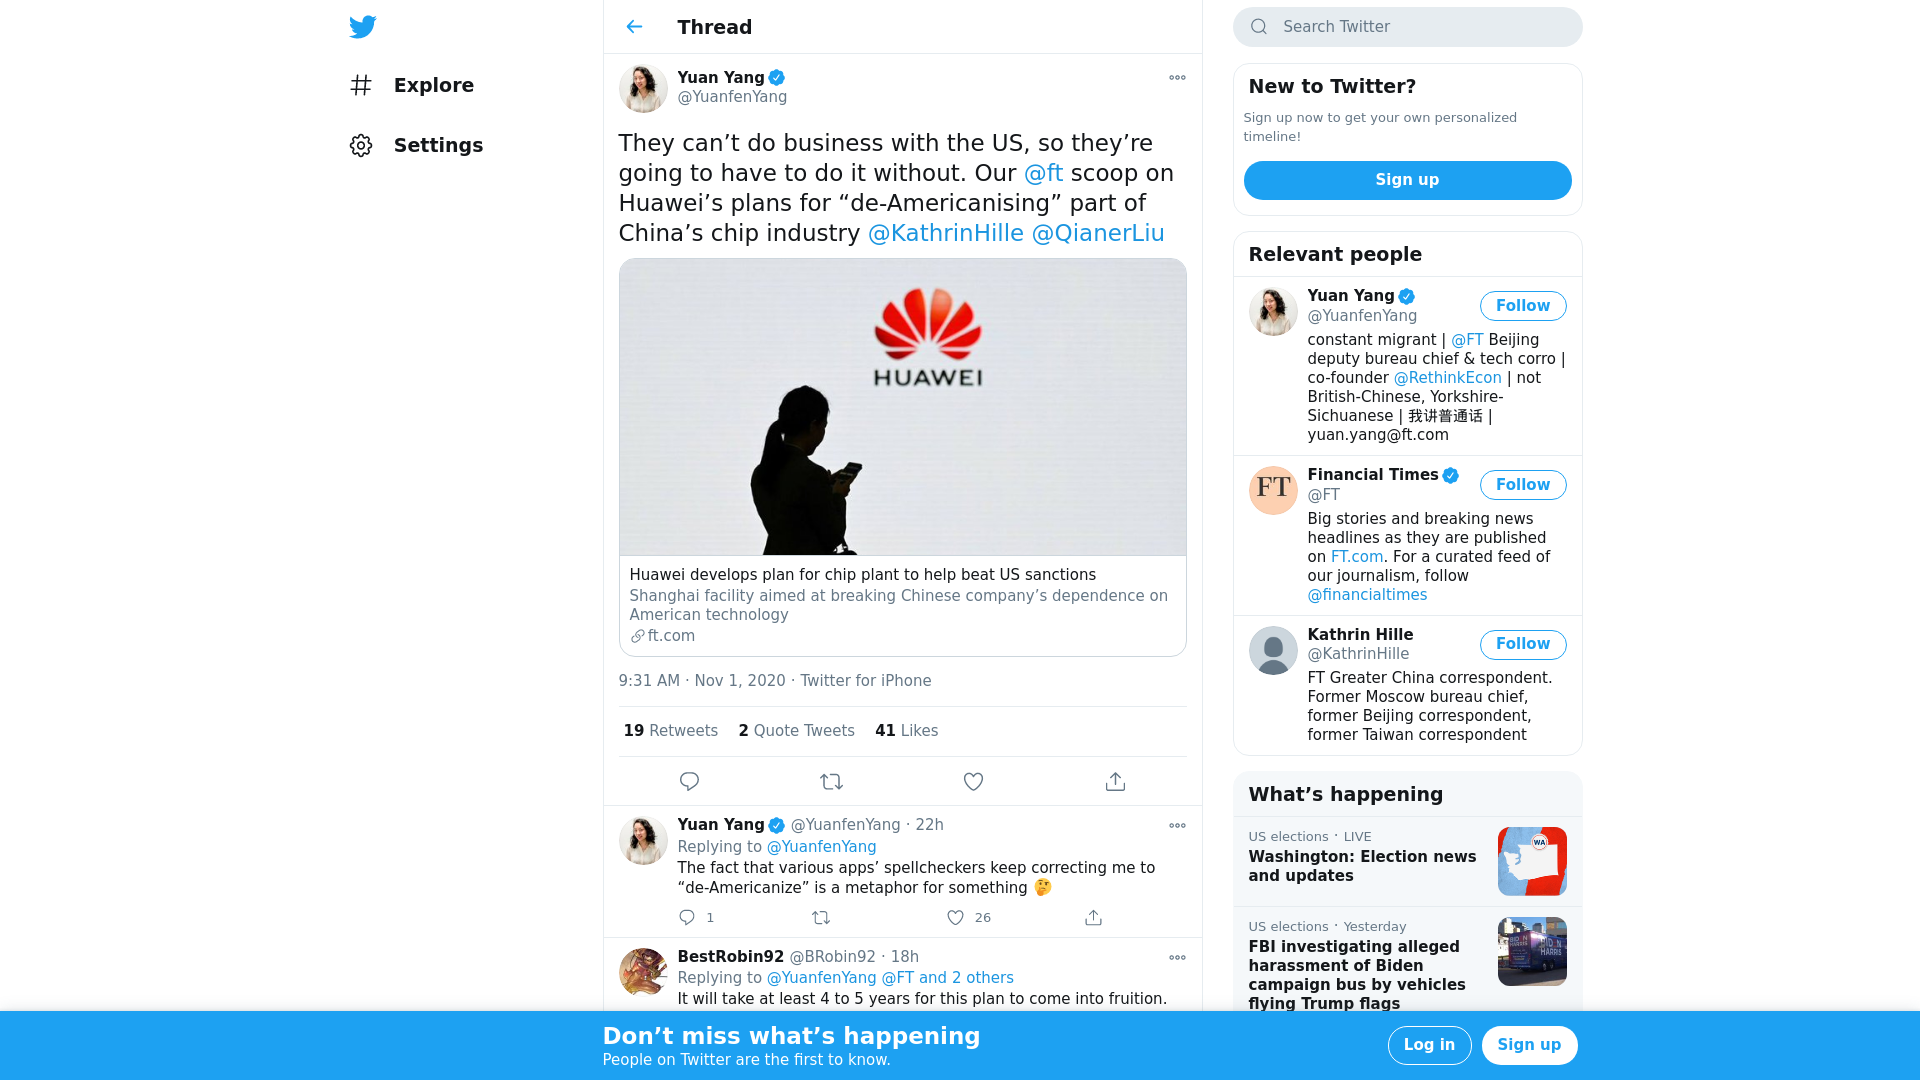 Explore
Settings
Thread
Yuan Yang
@YuanfenYang
They can’t do business with the US, so they’re
going to have to do it without. Our @ft scoop on
Huawei’s plans for “de-Americanising” part of
China’s chip industry @KathrinHille @QianerLiu
HUAWEI
Huawei develops plan for chip plant to help beat US sanctions
Shanghai facility aimed at breaking Chinese company’s dependence on
American technology
ft.com
9:31 AM · Nov 1, 2020 · Twitter for iPhone
19 Retweets 2 Quote Tweets 41 Likes
Yuan Yang @YuanfenYang · 22h
Replying to @YuanfenYang
The fact that various apps’ spellcheckers keep correcting me to
“de-Americanize” is a metaphor for something 🤔
1 26
BestRobin92 @BRobin92 · 18h
Replying to @YuanfenYang @FT and 2 others
It will take at least 4 to 5 years for this plan to come into fruition.
Search Twitter
New to Twitter?
Sign up now to get your own personalized
timeline!
Sign up
Relevant people
Yuan Yang
@YuanfenYang
Follow
constant migrant | @FT Beijing
deputy bureau chief & tech corro |
co-founder @RethinkEcon | not
British-Chinese, Yorkshire-
Sichuanese | 我讲普通话 |
yuan.yang@ft.com
FT
Financial Times
@FT
Follow
Big stories and breaking news
headlines as they are published
on FT.com. For a curated feed of
our journalism, follow
@financialtimes
Kathrin Hille
@KathrinHille
Follow
FT Greater China correspondent.
Former Moscow bureau chief,
former Beijing correspondent,
former Taiwan correspondent
What’s happening
US elections · LIVE
Washington: Election news
and updates
WA
US elections · Yesterday
FBI investigating alleged
harassment of Biden
campaign bus by vehicles
flying Trump flags
Don’t miss what’s happening
People on Twitter are the first to know.
Log in
Sign up